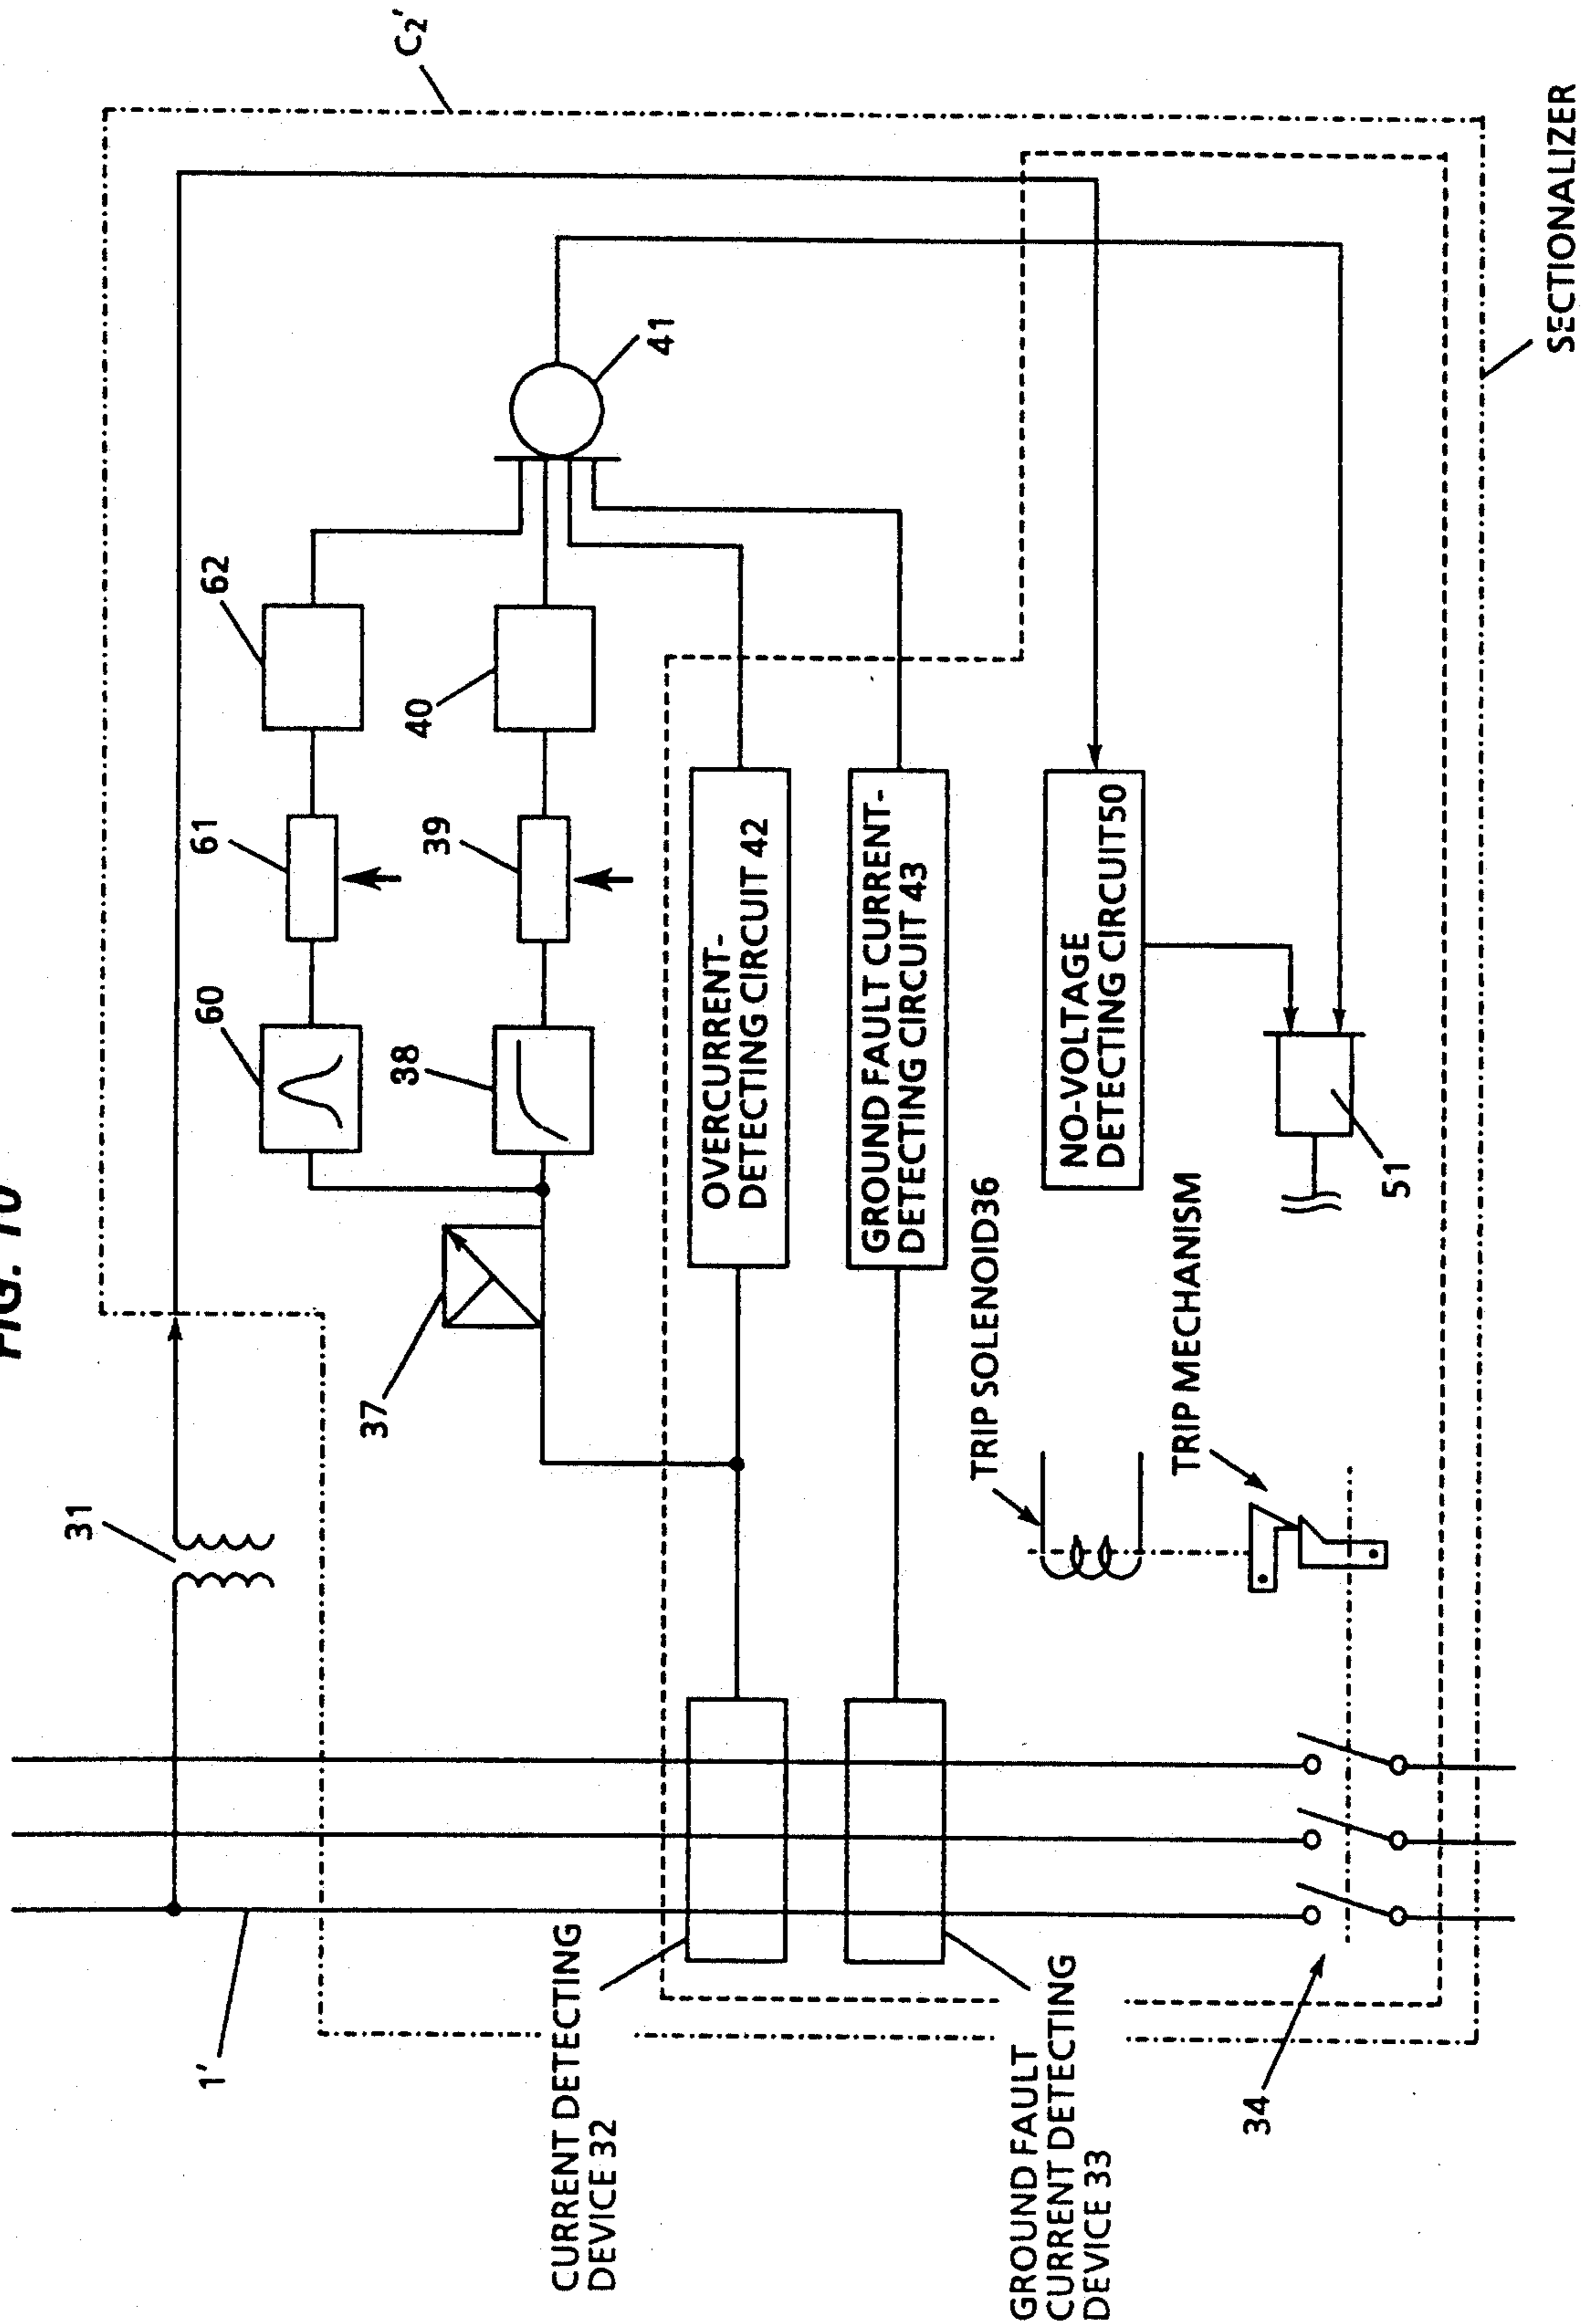 FIG. 10
31
1'
60
61
62
C₂'
37
38
39
40
41
CURRENT DETECTING
DEVICE 32
OVERCURRENT-
DETECTING CIRCUIT 42
GROUND FAULT CURRENT-
DETECTING CIRCUIT 43
GROUND FAULT
CURRENT DETECTING
DEVICE 33
TRIP SOLENOID36
NO-VOLTAGE
DETECTING CIRCUIT50
TRIP MECHANISM
34
51
SECTIONALIZER